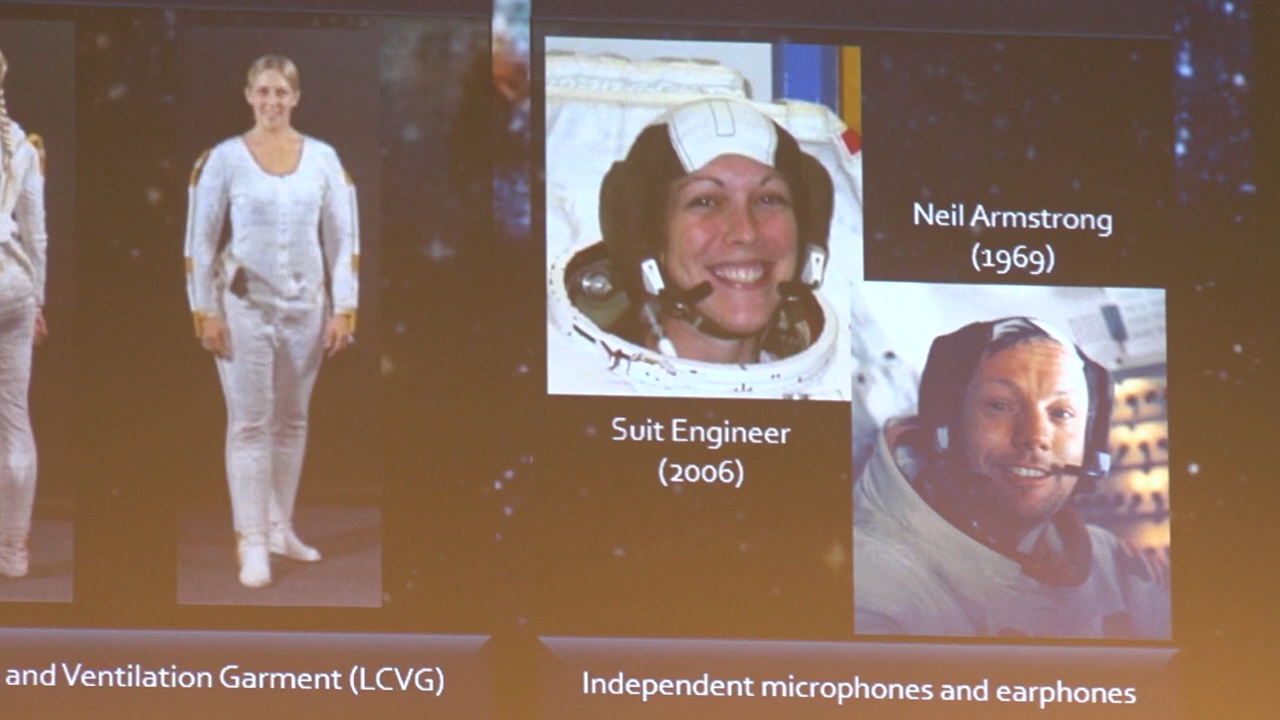 Neil Armstrong
(1969)
Suit Engineer
(2006)
and Ventilation Garment (LCVG)
Independent microphones and earphones